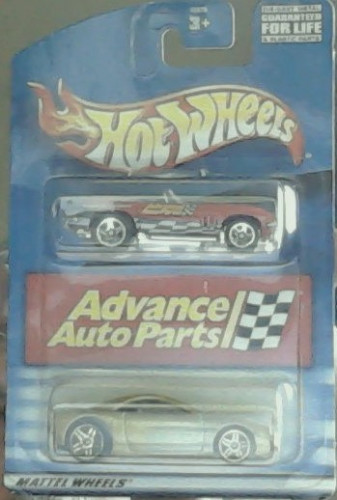 3+
GUARANTEED
FOR LIFE
HOT WHEELS
Advance
Auto Parts
MATTEL WHEELS